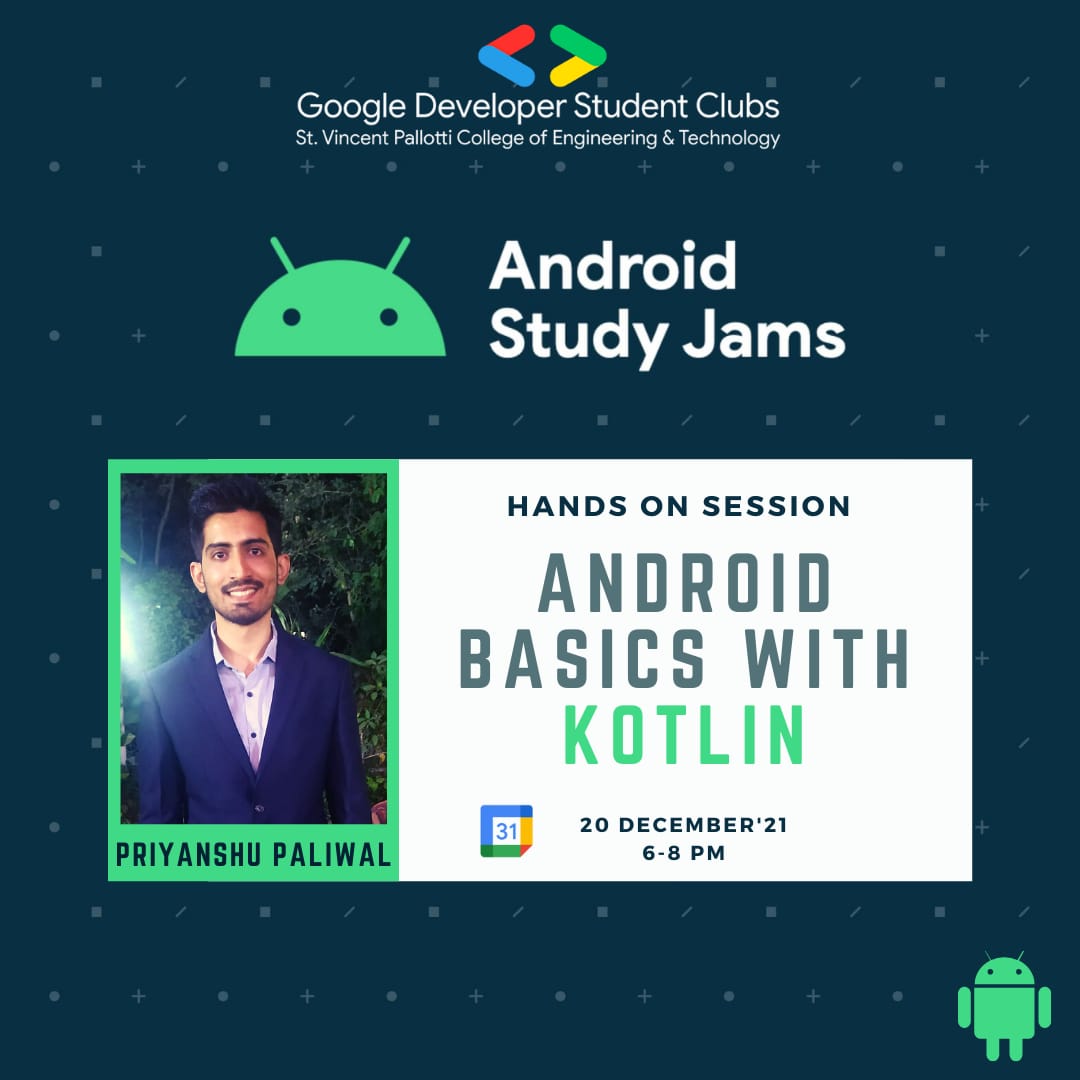 Google Developer Student Clubs
St. Vincent Pallotti College of Engineering & Technology
Android
Study Jams
HANDS ON SESSION
ANDROID
BASICS WITH
KOTLIN
31
20 DECEMBER'21
6-8 PM
PRIYANSHU PALIWAL